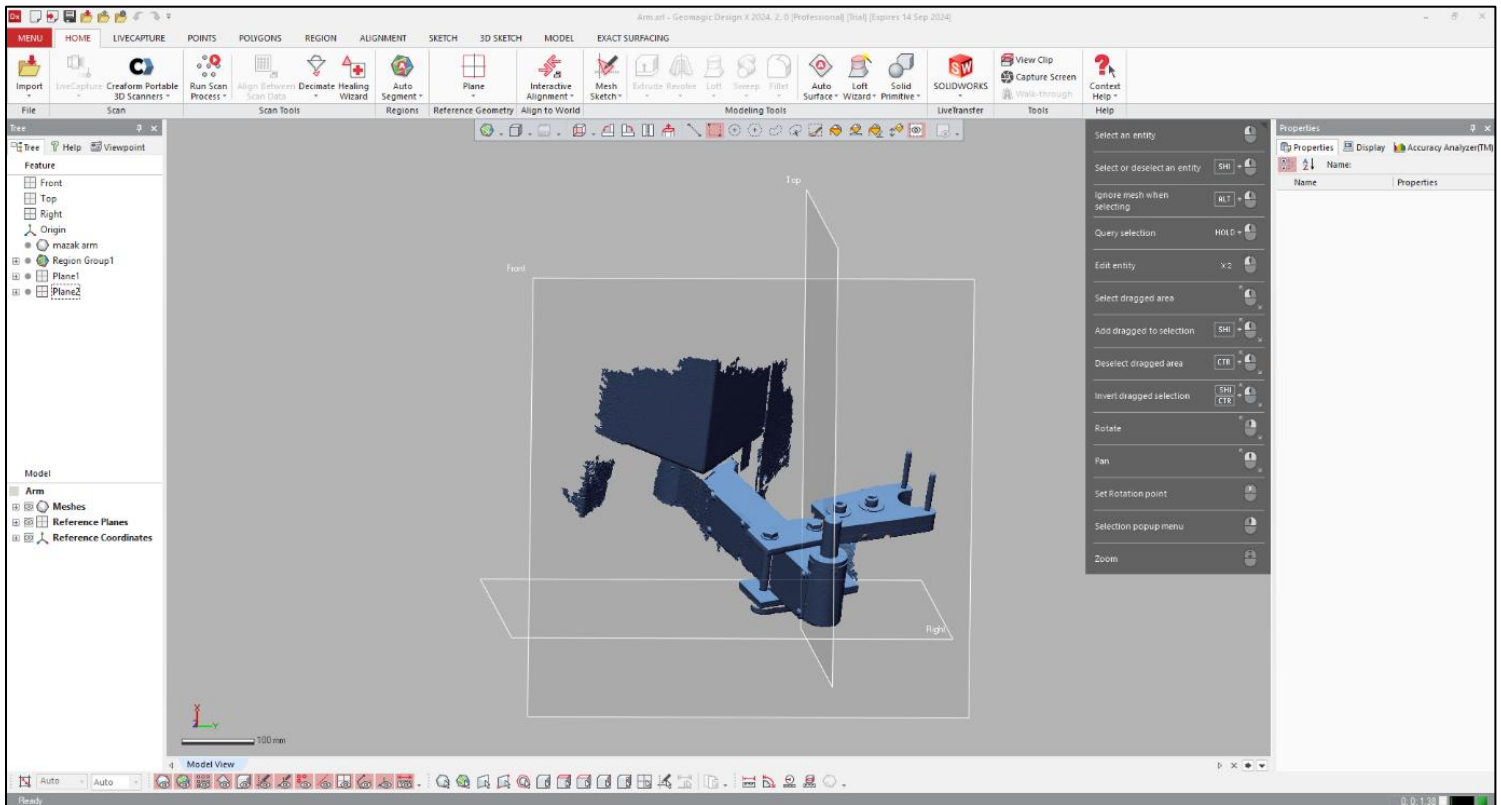 Arm.xrl - Geomagic Design X 2024. 2. 0 [Professional] [Trial] [Expires 14 Sep 2024]
MENU HOME LIVECAPTURE POINTS POLYGONS REGION ALIGNMENT SKETCH 3D SKETCH MODEL EXACT SURFACING
Import
LiveCapture
Creaform Portable
3D Scanners
Run Scan
Process
Align Between
Scan Data
Decimate
Healing
Wizard
Auto
Segment
Plane
Interactive
Alignment
Mesh
Sketch
Extrude
Revolve
Loft
Sweep
Fillet
Auto
Surface
Loft
Wizard
Solid
Primitive
SOLIDWORKS
View Clip
Capture Screen
Walk-through
Context
Help
File Scan Scan Tools Regions Reference Geometry Align to World Modeling Tools LiveTransfer Tools Help
Tree
Tree Help Viewpoint
Feature
Front
Top
Right
Origin
mazak arm
Region Group1
Plane1
Plane2
Model
Arm
Meshes
Reference Planes
Reference Coordinates
Top
Front
Right
X
Y
100 mm
Model View
Select an entity
Select or deselect an entity SHI +
Ignore mesh when
selecting ALT +
Query selection HOLD +
Edit entity X2
Select dragged area
Add dragged to selection SHI +
Deselect dragged area CTR +
Invert dragged selection SHI CTR +
Rotate
Pan
Set Rotation point
Selection popup menu
Zoom
Properties
Properties Display Accuracy Analyzer(TM)
Name:
Name Properties
Auto Auto
Ready
0: 0: 1.38